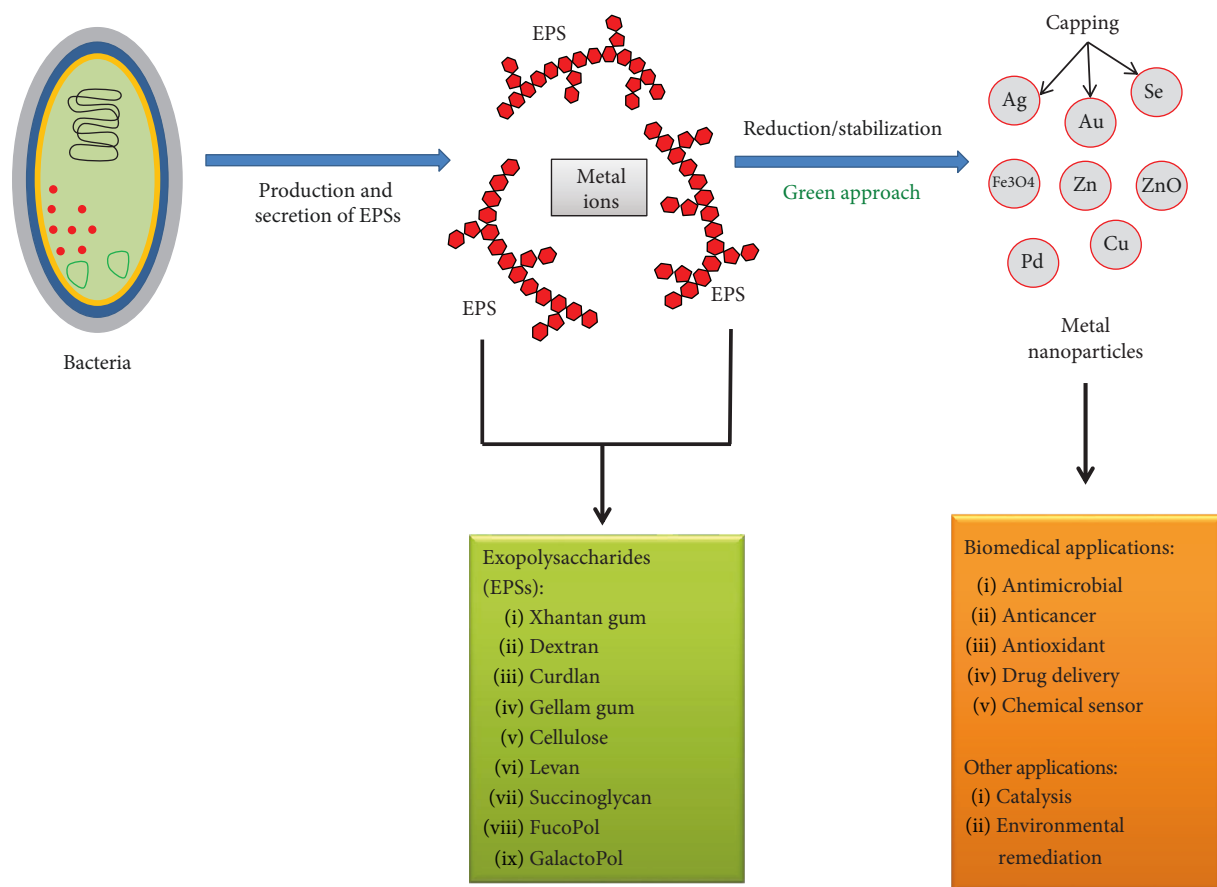 Bacteria
Production and
secretion of EPSs
EPS
Metal
ions
EPS
EPS
Reduction/stabilization
Green approach
Capping
Ag
Au
Se
Fe3O4
Zn
ZnO
Pd
Cu
Metal
nanoparticles
Exopolysaccharides
(EPSs):
(i) Xhantan gum
(ii) Dextran
(iii) Curdlan
(iv) Gellam gum
(v) Cellulose
(vi) Levan
(vii) Succinoglycan
(viii) FucoPol
(ix) GalactoPol
Biomedical applications:
(i) Antimicrobial
(ii) Anticancer
(iii) Antioxidant
(iv) Drug delivery
(v) Chemical sensor
Other applications:
(i) Catalysis
(ii) Environmental
remediation